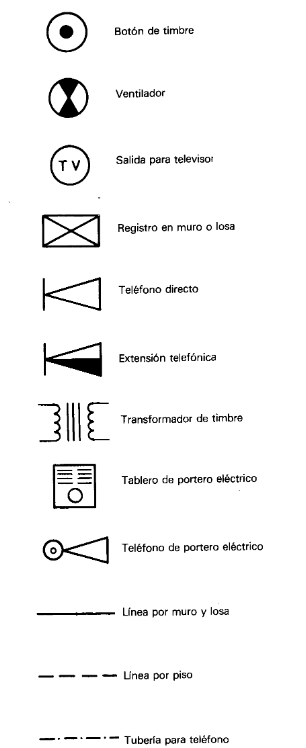 Botón de timbre
Ventilador
TV
Salida para televisor
Registro en muro o losa
Teléfono directo
Extensión telefónica
Transformador de timbre
Tablero de portero eléctrico
Teléfono de portero eléctrico
Línea por muro y losa
Línea por piso
Tubería para teléfono